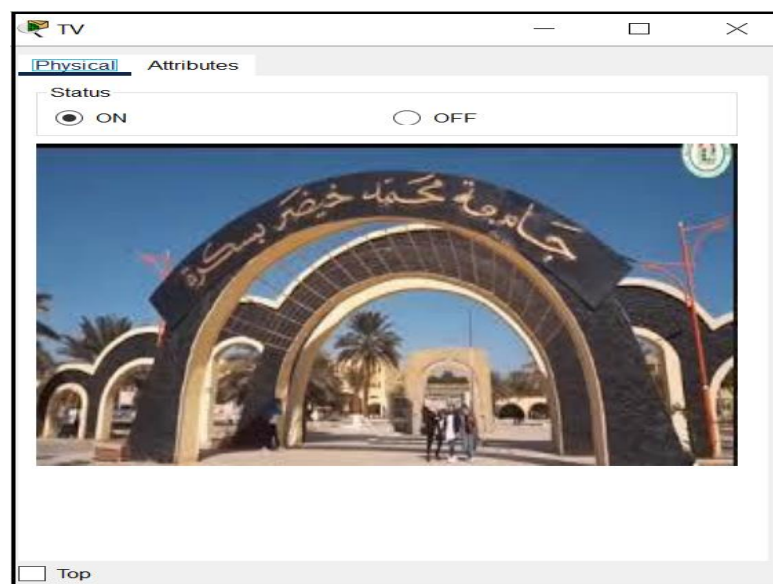 TV
Physical Attributes
Status
ON OFF
جامعة محمد خيضر بسكرة
Top